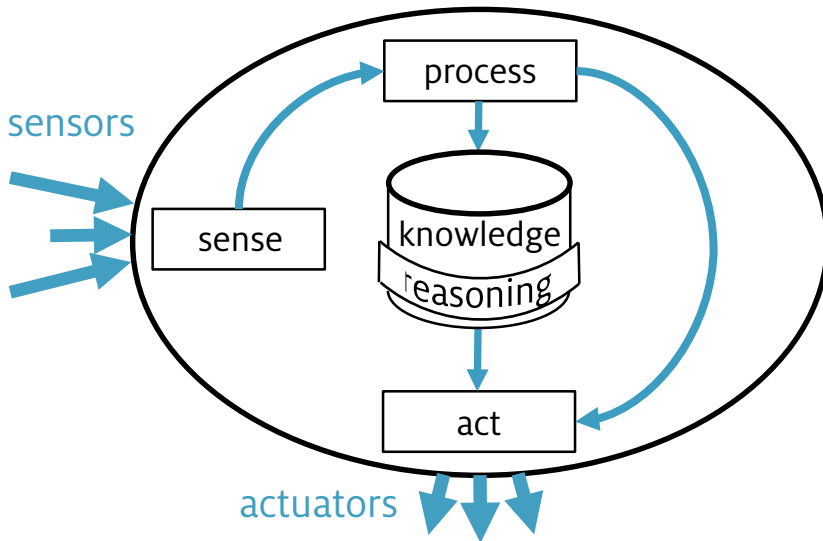 process
sensors
sense
knowledge
reasoning
act
actuators